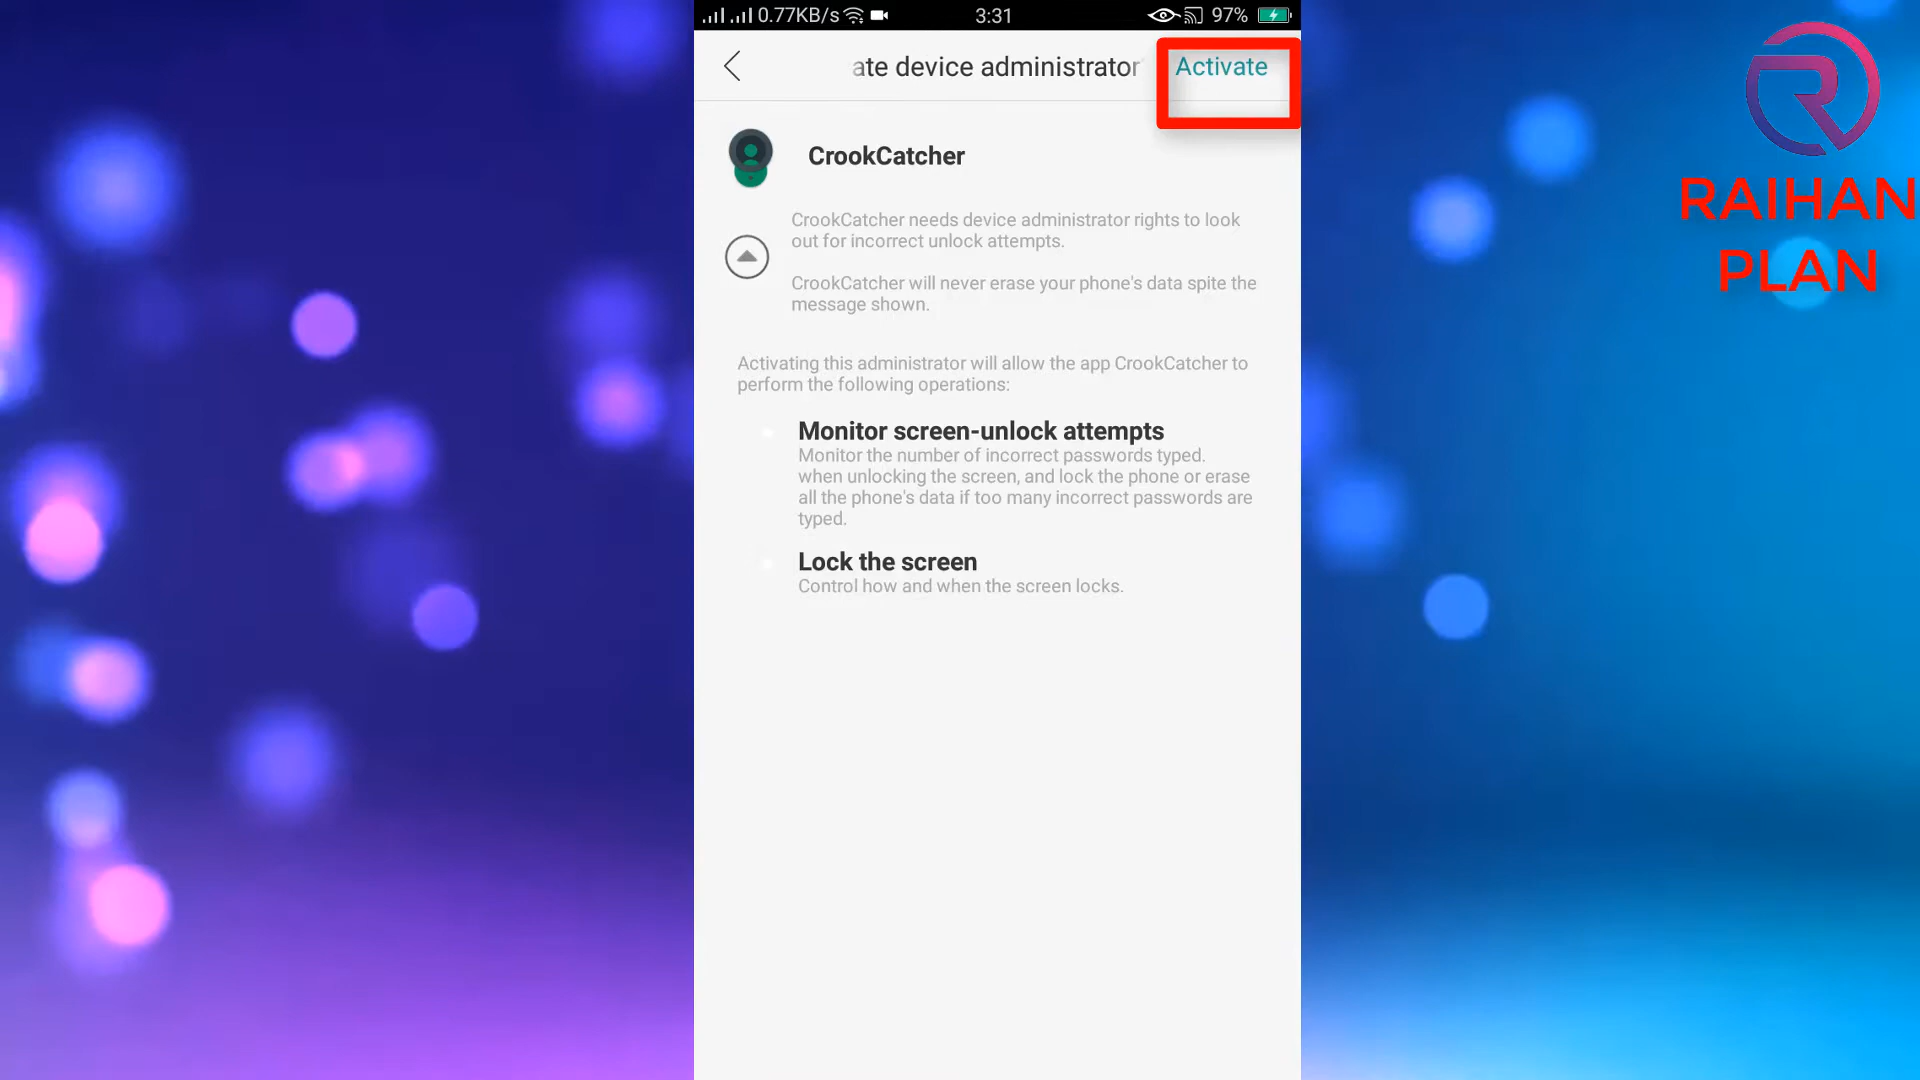 0.77KB/s 3:31 97%
ate device administrator Activate
CrookCatcher
CrookCatcher needs device administrator rights to look
out for incorrect unlock attempts.
CrookCatcher will never erase your phone's data spite the
message shown.
Activating this administrator will allow the app CrookCatcher to
perform the following operations:
Monitor screen-unlock attempts
Monitor the number of incorrect passwords typed.
when unlocking the screen, and lock the phone or erase
all the phone's data if too many incorrect passwords are
typed.
Lock the screen
Control how and when the screen locks.
RAIHAN
PLAN